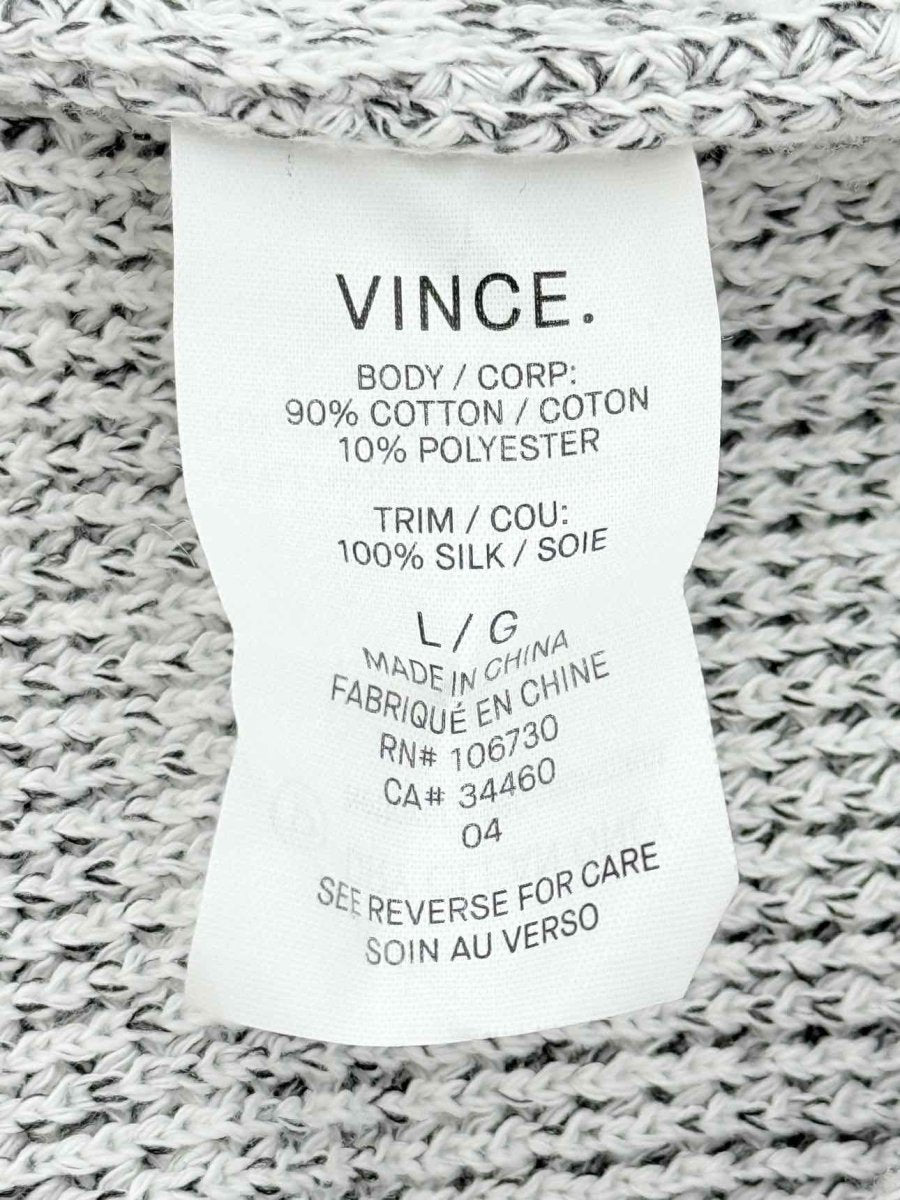 VINCE.
BODY / CORP:
90% COTTON / COTON
10% POLYESTER
TRIM / COU:
100% SILK / SOIE
L / G
MADE IN CHINA
FABRIQUÉ EN CHINE
RN# 106730
CA# 34460
04
SEE REVERSE FOR CARE
SOIN AU VERSO